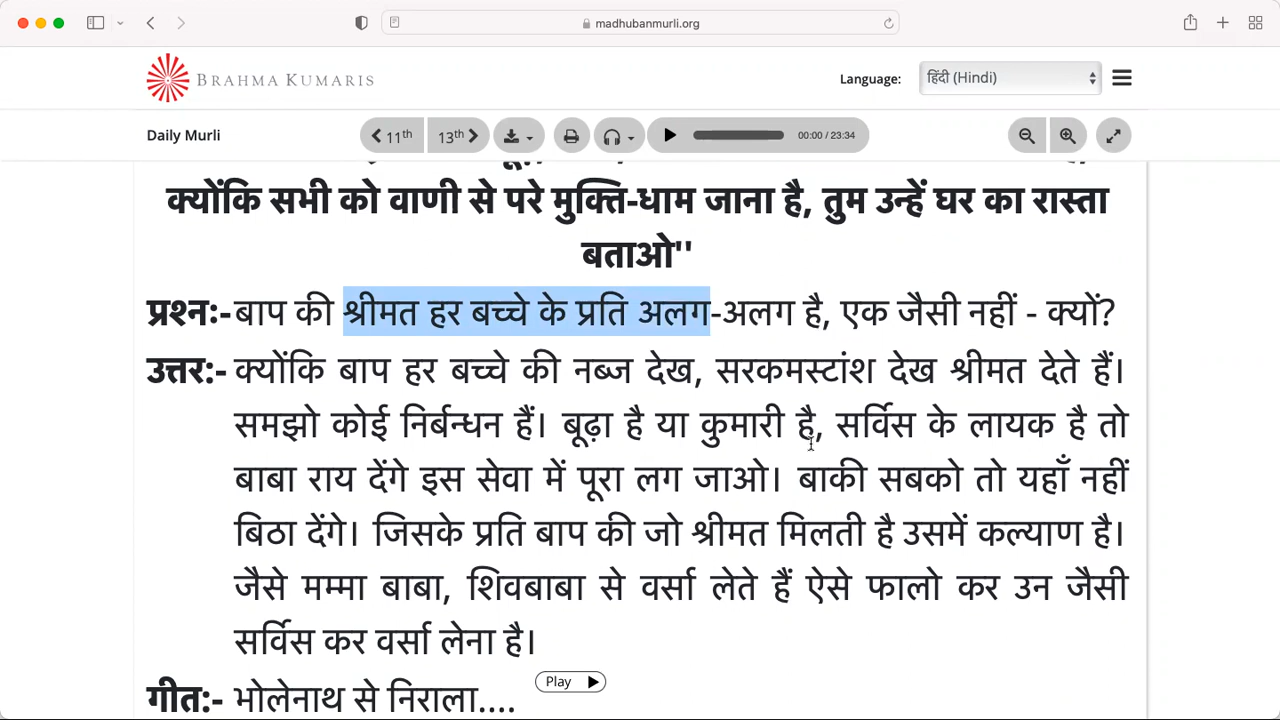 madhubanmurli.org
BRAHMA KUMARIS
Language:
हिंदी (Hindi)
Daily Murli
11th
13th
00:00 / 23:34
क्योंकि सभी को वाणी से परे मुक्ति-धाम जाना है, तुम उन्हें घर का रास्ता
बताओ''
प्रश्नः- बाप की श्रीमत हर बच्चे के प्रति अलग-अलग है, एक जैसी नहीं - क्यों?
उत्तर:- क्योंकि बाप हर बच्चे की नब्ज देख, सरकमस्टांश देख श्रीमत देते हैं।
समझो कोई निर्बन्धन हैं। बूढ़ा है या कुमारी है, सर्विस के लायक है तो
बाबा राय देंगे इस सेवा में पूरा लग जाओ। बाकी सबको तो यहाँ नहीं
बिठा देंगे। जिसके प्रति बाप की जो श्रीमत मिलती है उसमें कल्याण है।
जैसे मम्मा बाबा, शिवबाबा से वर्सा लेते हैं ऐसे फालो कर उन जैसी
सर्विस कर वर्सा लेना है।
Play
गीत:- भोलेनाथ से निराला....